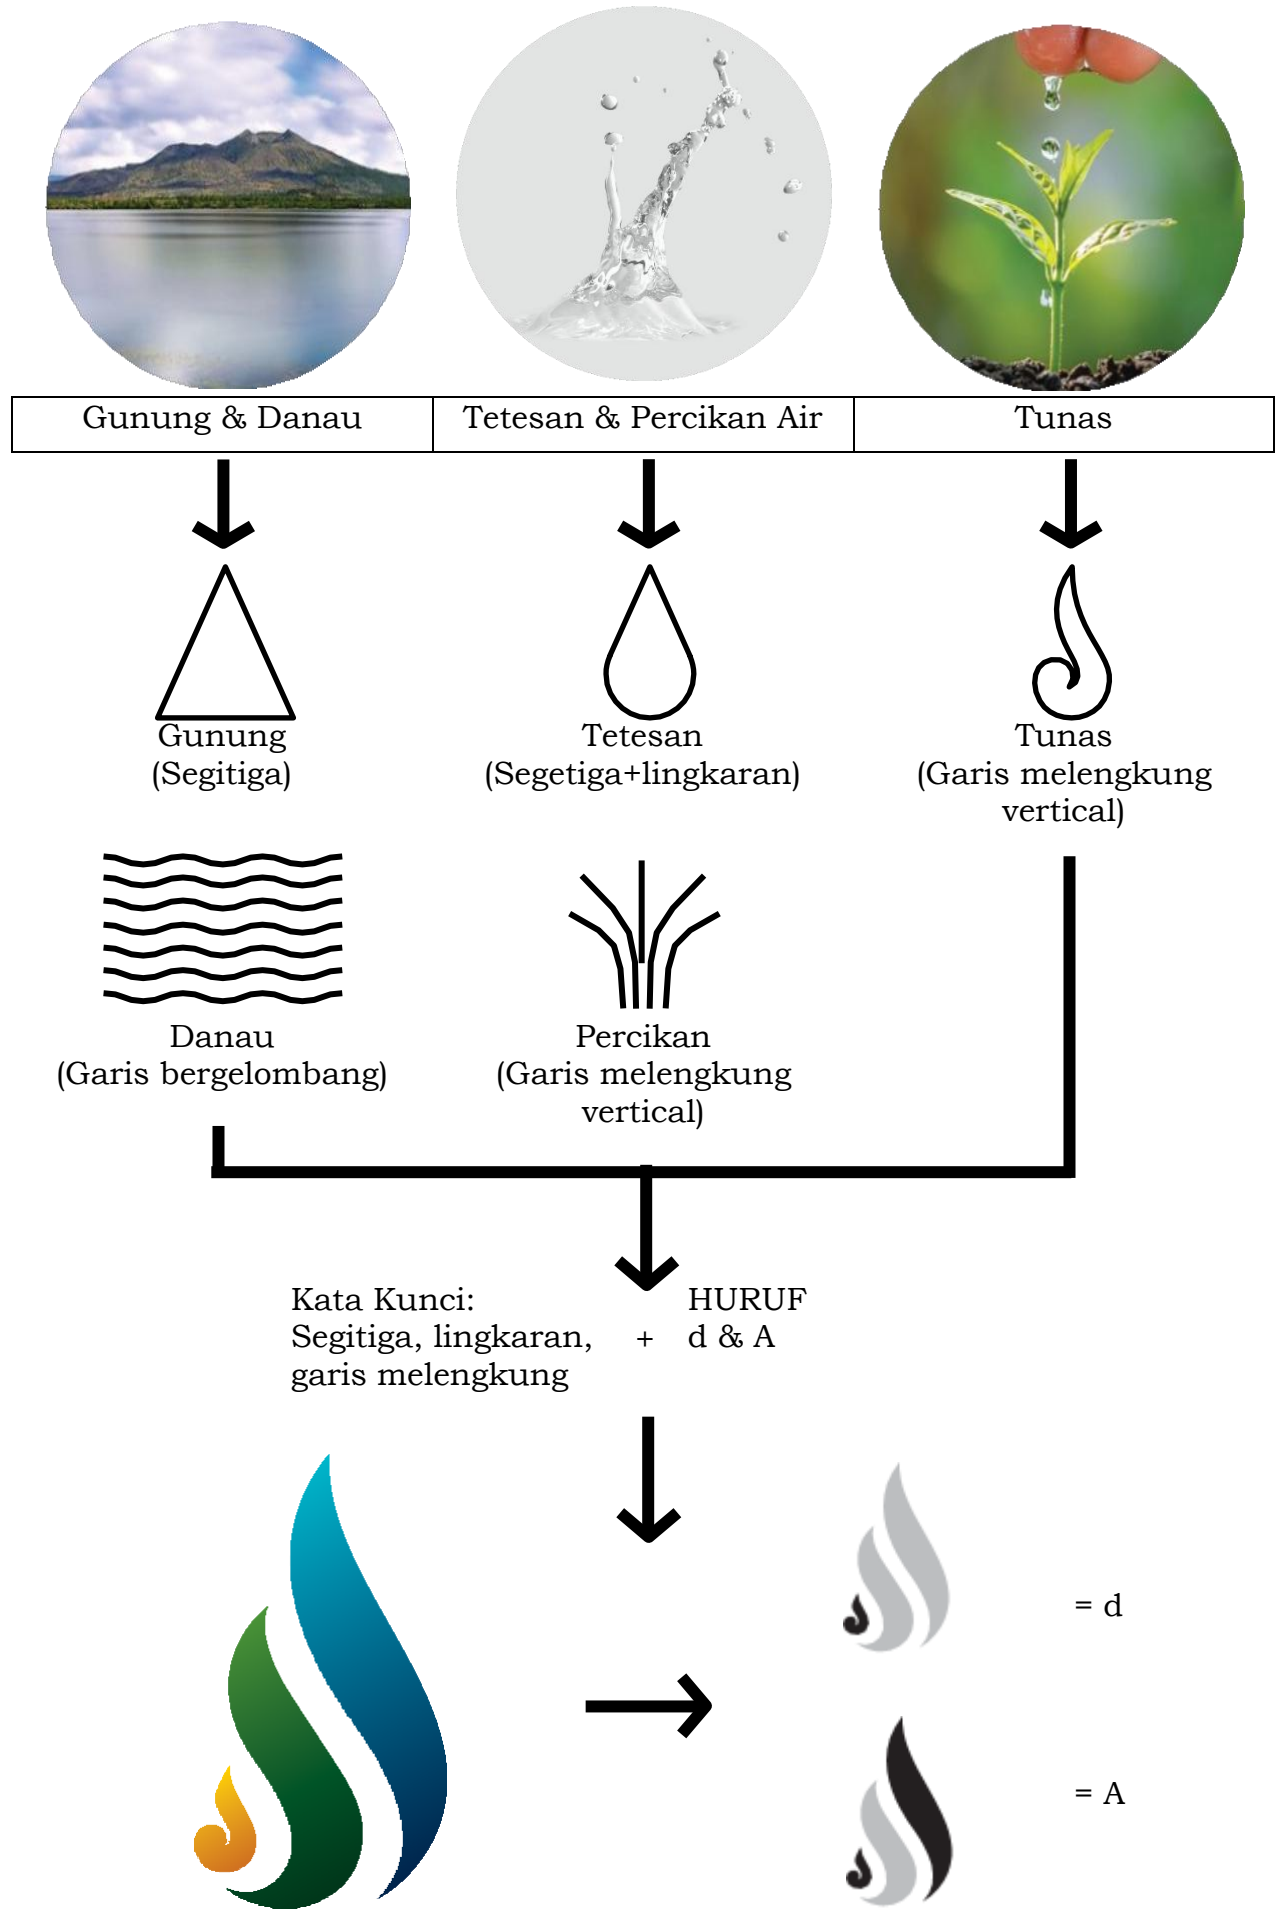 Gunung & Danau
Tetesan & Percikan Air
Tunas
Gunung
(Segitiga)
Tetesan
(Segetiga+lingkaran)
Tunas
(Garis melengkung
vertical)
Danau
(Garis bergelombang)
Percikan
(Garis melengkung
vertical)
Kata Kunci:
Segitiga, lingkaran,
garis melengkung
+
HURUF
d & A
= d
= A